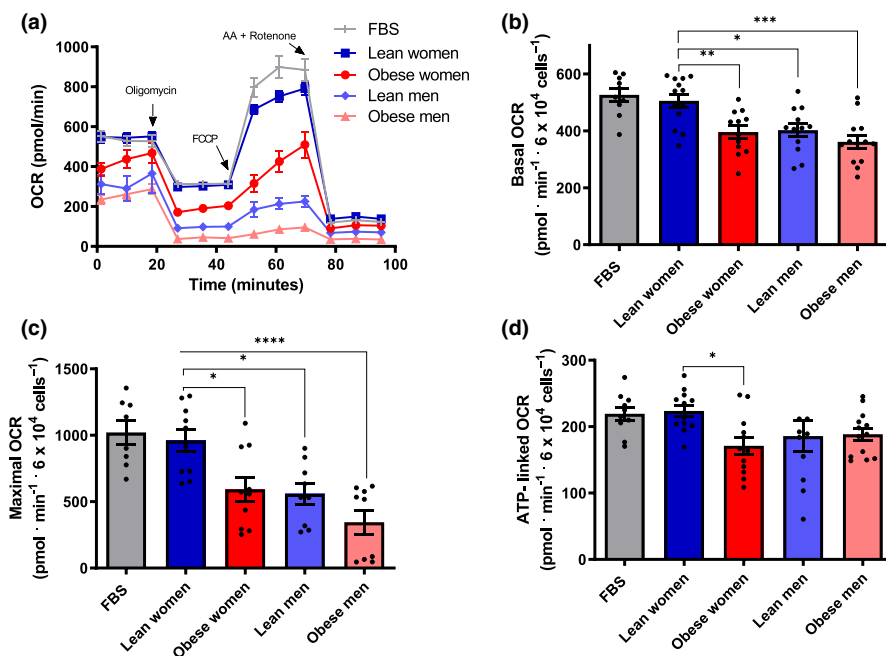 (a)
FBS
Lean women
Obese women
Lean men
Obese men
AA + Rotenone
Oligomycin
FCCP
OCR (pmol/min)
1000
800
600
400
200
0
0 20 40 60 80 100
Time (minutes)
(b)
***
*
**
Basal OCR
(pmol · min⁻¹ · 6 x 10⁴ cells⁻¹)
600
400
200
0
FBS
Lean women
Obese women
Lean men
Obese men
(c)
****
*
*
Maximal OCR
(pmol · min⁻¹ · 6 x 10⁴ cells⁻¹)
1500
1000
500
0
FBS
Lean women
Obese women
Lean men
Obese men
(d)
*
ATP- linked OCR
(pmol · min⁻¹ · 6 x 10⁴ cells⁻¹)
300
200
100
0
FBS
Lean women
Obese women
Lean men
Obese men